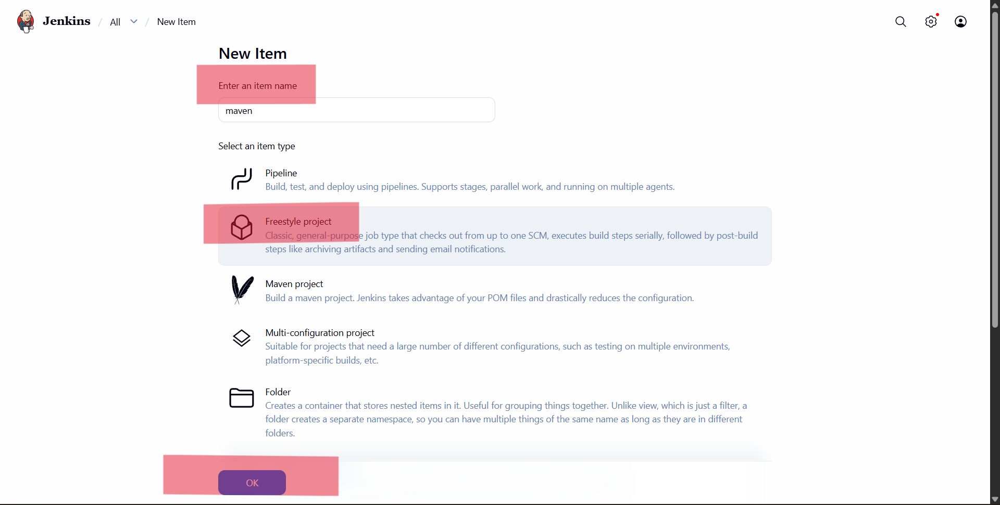 Jenkins / All / New Item
New Item
Enter an item name
maven
Select an item type
Pipeline
Build, test, and deploy using pipelines. Supports stages, parallel work, and running on multiple agents.
Freestyle project
Classic, general-purpose job type that checks out from up to one SCM, executes build steps serially, followed by post-build
steps like archiving artifacts and sending email notifications.
Maven project
Build a maven project. Jenkins takes advantage of your POM files and drastically reduces the configuration.
Multi-configuration project
Suitable for projects that need a large number of different configurations, such as testing on multiple environments,
platform-specific builds, etc.
Folder
Creates a container that stores nested items in it. Useful for grouping things together. Unlike view, which is just a filter, a
folder creates a separate namespace, so you can have multiple things of the same name as long as they are in different
folders.
OK